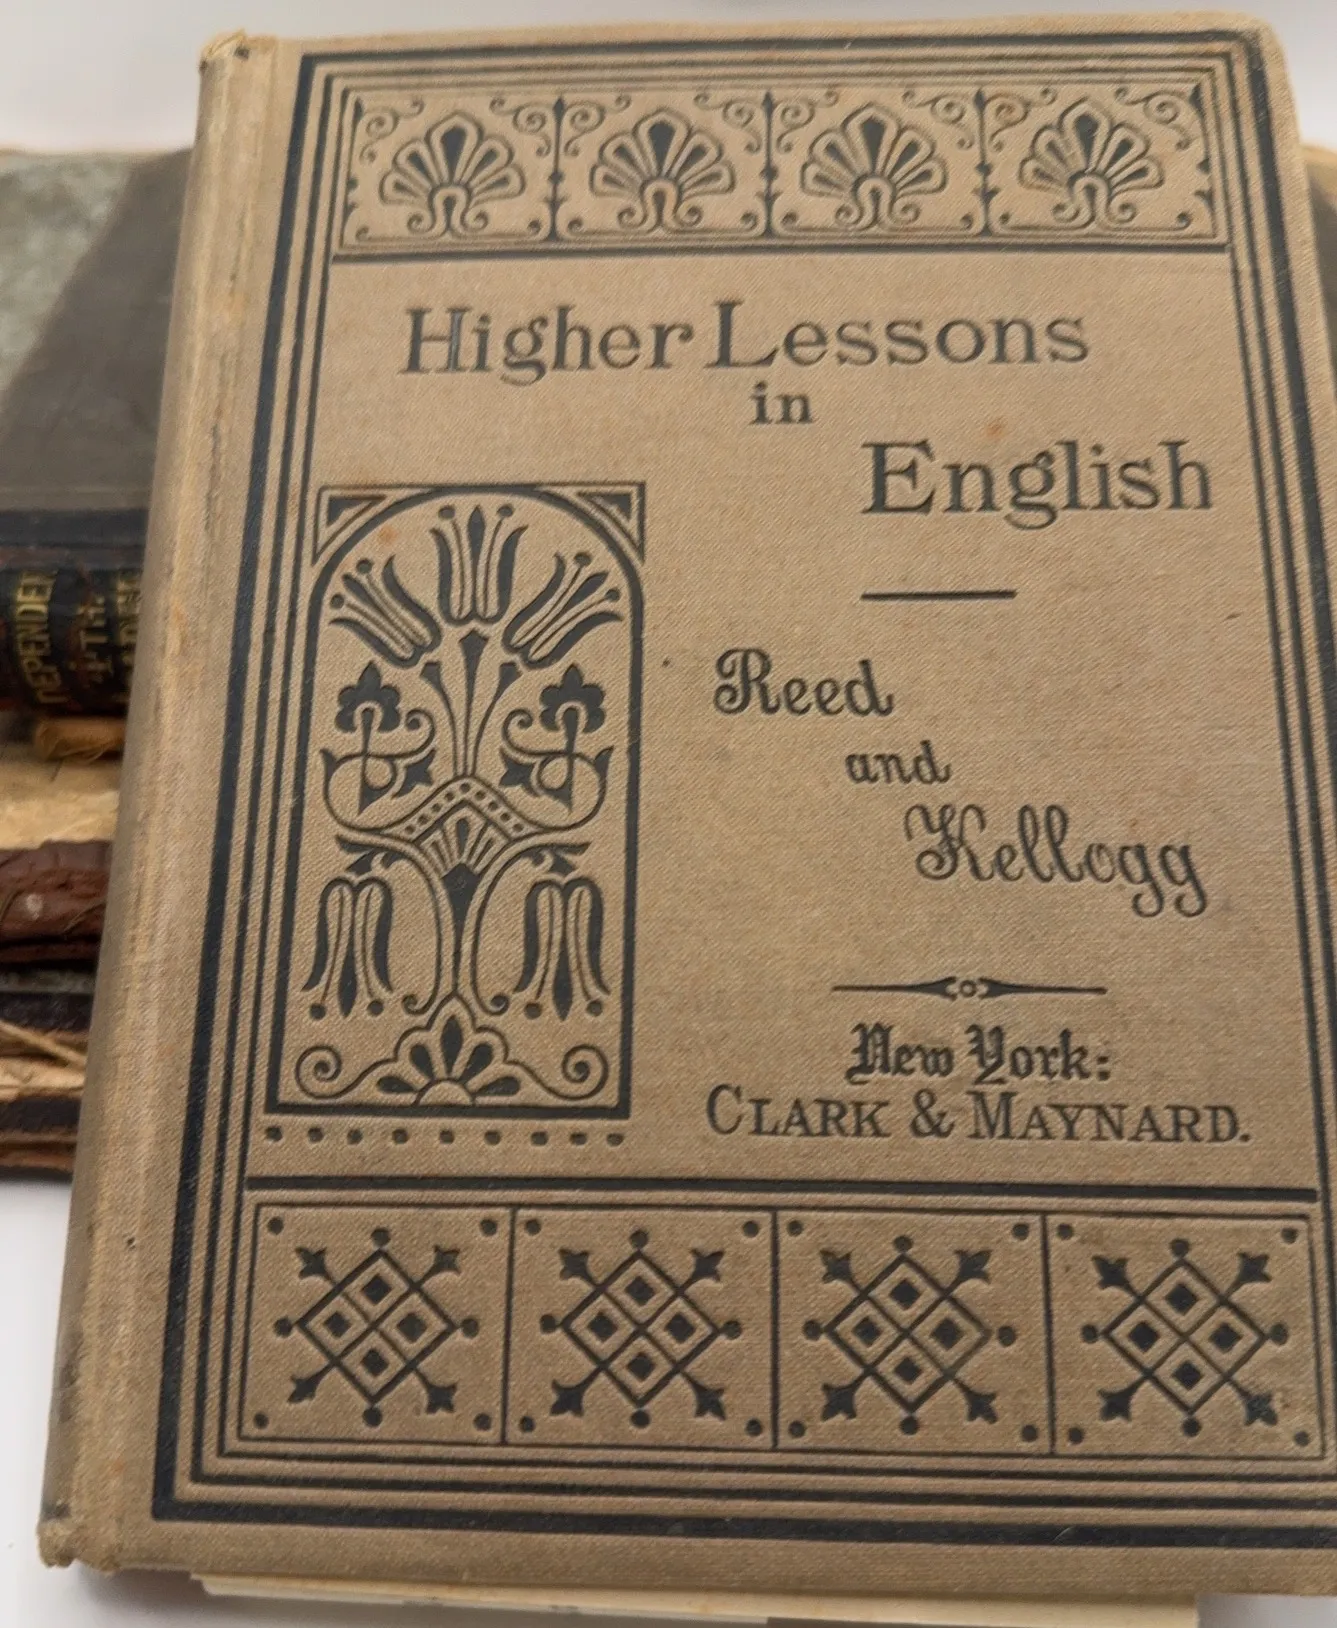 Higher Lessons
in
English
Reed
and
Kellogg
New York:
CLARK & MAYNARD.